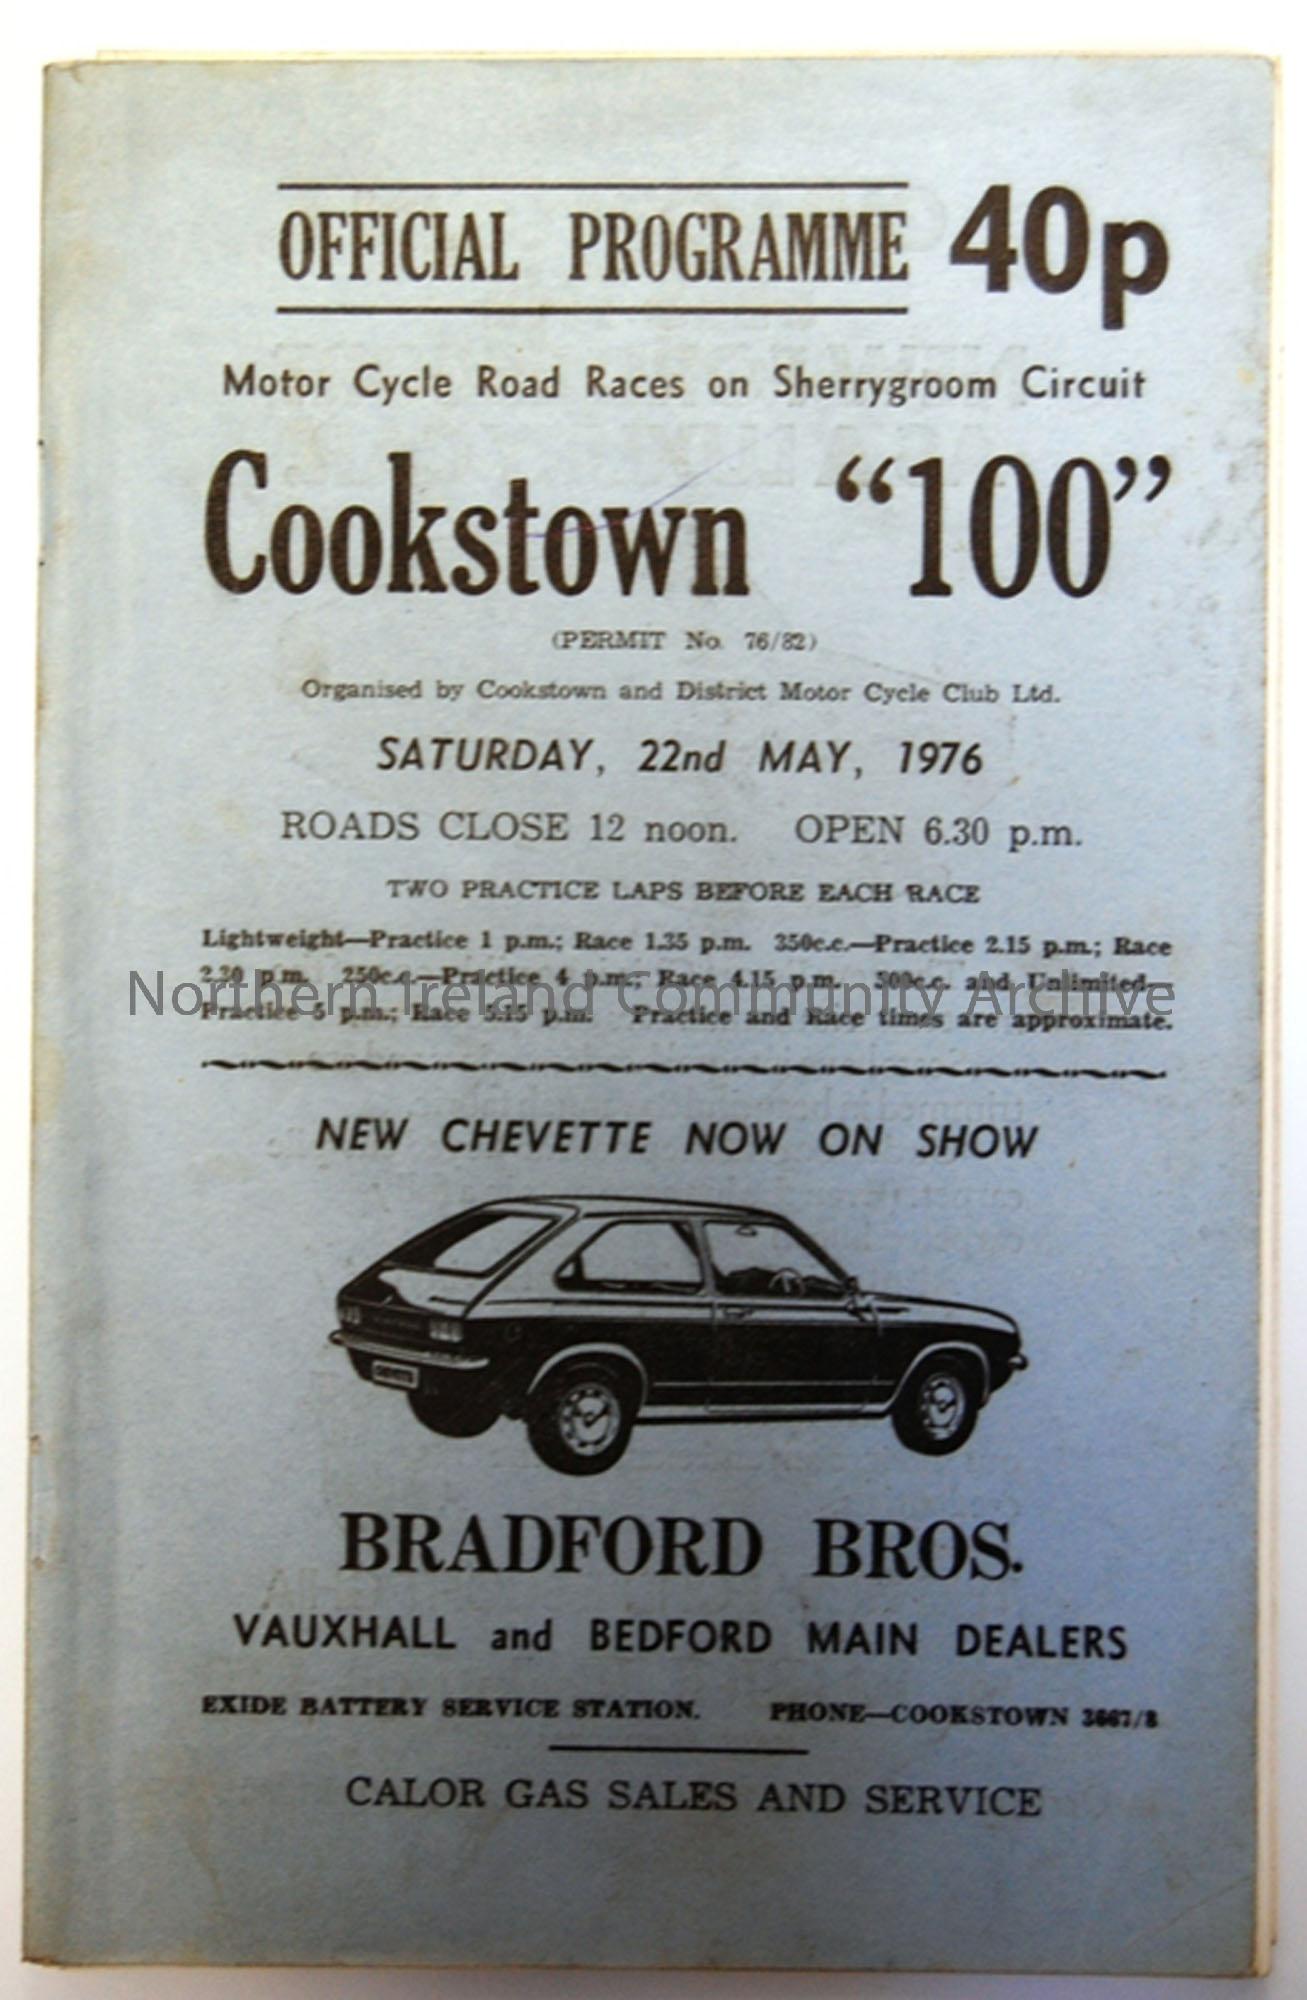 OFFICIAL PROGRAMME 40p
Motor Cycle Road Races on Sherrygroom Circuit
Cookstown "100"
(PERMIT No. 76/82)
Organised by Cookstown and District Motor Cycle Club Ltd.
SATURDAY, 22nd MAY, 1976
ROADS CLOSE 12 noon. OPEN 6.30 p.m.
TWO PRACTICE LAPS BEFORE EACH RACE
Lightweight—Practice 1 p.m.; Race 1.35 p.m. 350c.c.—Practice 2.15 p.m.; Race
2.30 p.m. 250c.c.—Practice 4 p.m.; Race 4.15 p.m. 500c.c. and Unlimited—
Northern Ireland Community Archive
Practice 5 p.m.; Race 5.15 p.m. Practice and Race times are approximate.
NEW CHEVETTE NOW ON SHOW
BRADFORD BROS.
VAUXHALL and BEDFORD MAIN DEALERS
EXIDE BATTERY SERVICE STATION. PHONE—COOKSTOWN 3667/8
CALOR GAS SALES AND SERVICE